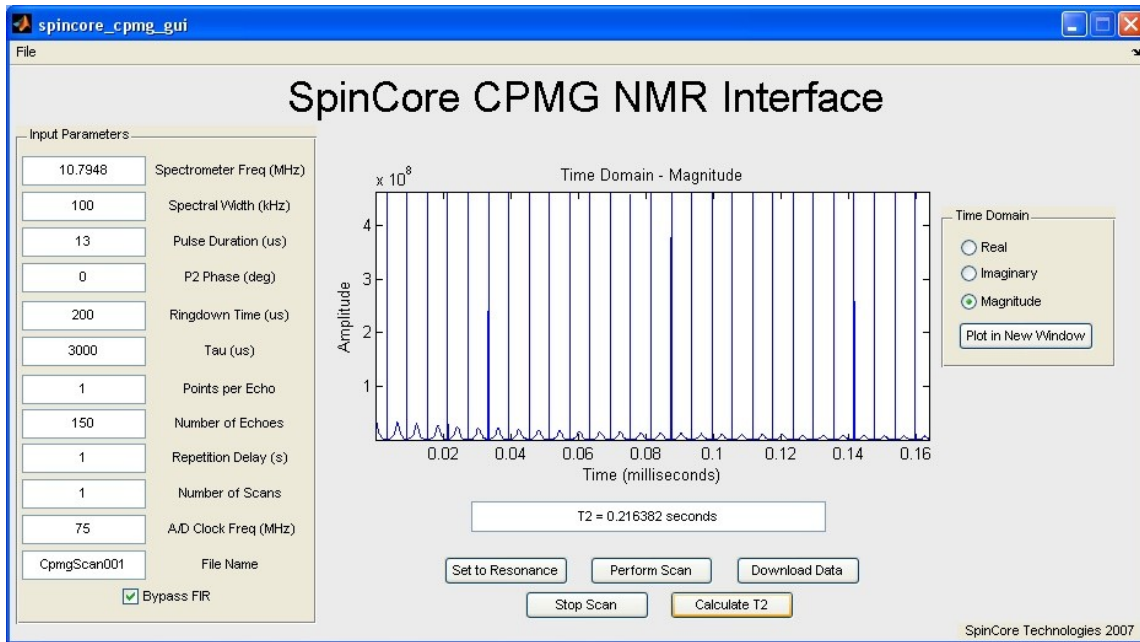 spincore_cpmg_gui
File
SpinCore CPMG NMR Interface
Input Parameters
10.7948 Spectrometer Freq (MHz)
100 Spectral Width (kHz)
13 Pulse Duration (us)
0 P2 Phase (deg)
200 Ringdown Time (us)
3000 Tau (us)
1 Points per Echo
150 Number of Echoes
1 Repetition Delay (s)
1 Number of Scans
75 A/D Clock Freq (MHz)
CpmgScan001 File Name
Bypass FIR
x 10^8
Time Domain - Magnitude
Amplitude
4
3
2
1
0.02 0.04 0.06 0.08 0.1 0.12 0.14 0.16
Time (milliseconds)
T2 = 0.216382 seconds
Set to Resonance Perform Scan Download Data
Stop Scan Calculate T2
Time Domain
Real
Imaginary
Magnitude
Plot in New Window
SpinCore Technologies 2007